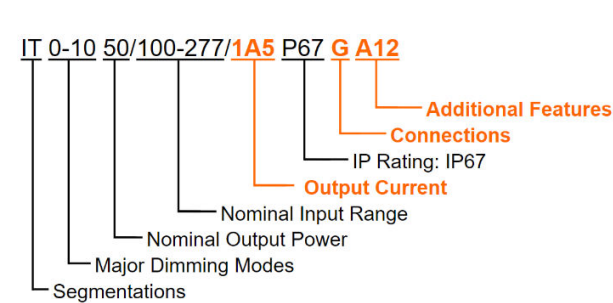 IT 0-10 50/100-277/1A5 P67 G A12
Additional Features
Connections
IP Rating: IP67
Output Current
Nominal Input Range
Nominal Output Power
Major Dimming Modes
Segmentations